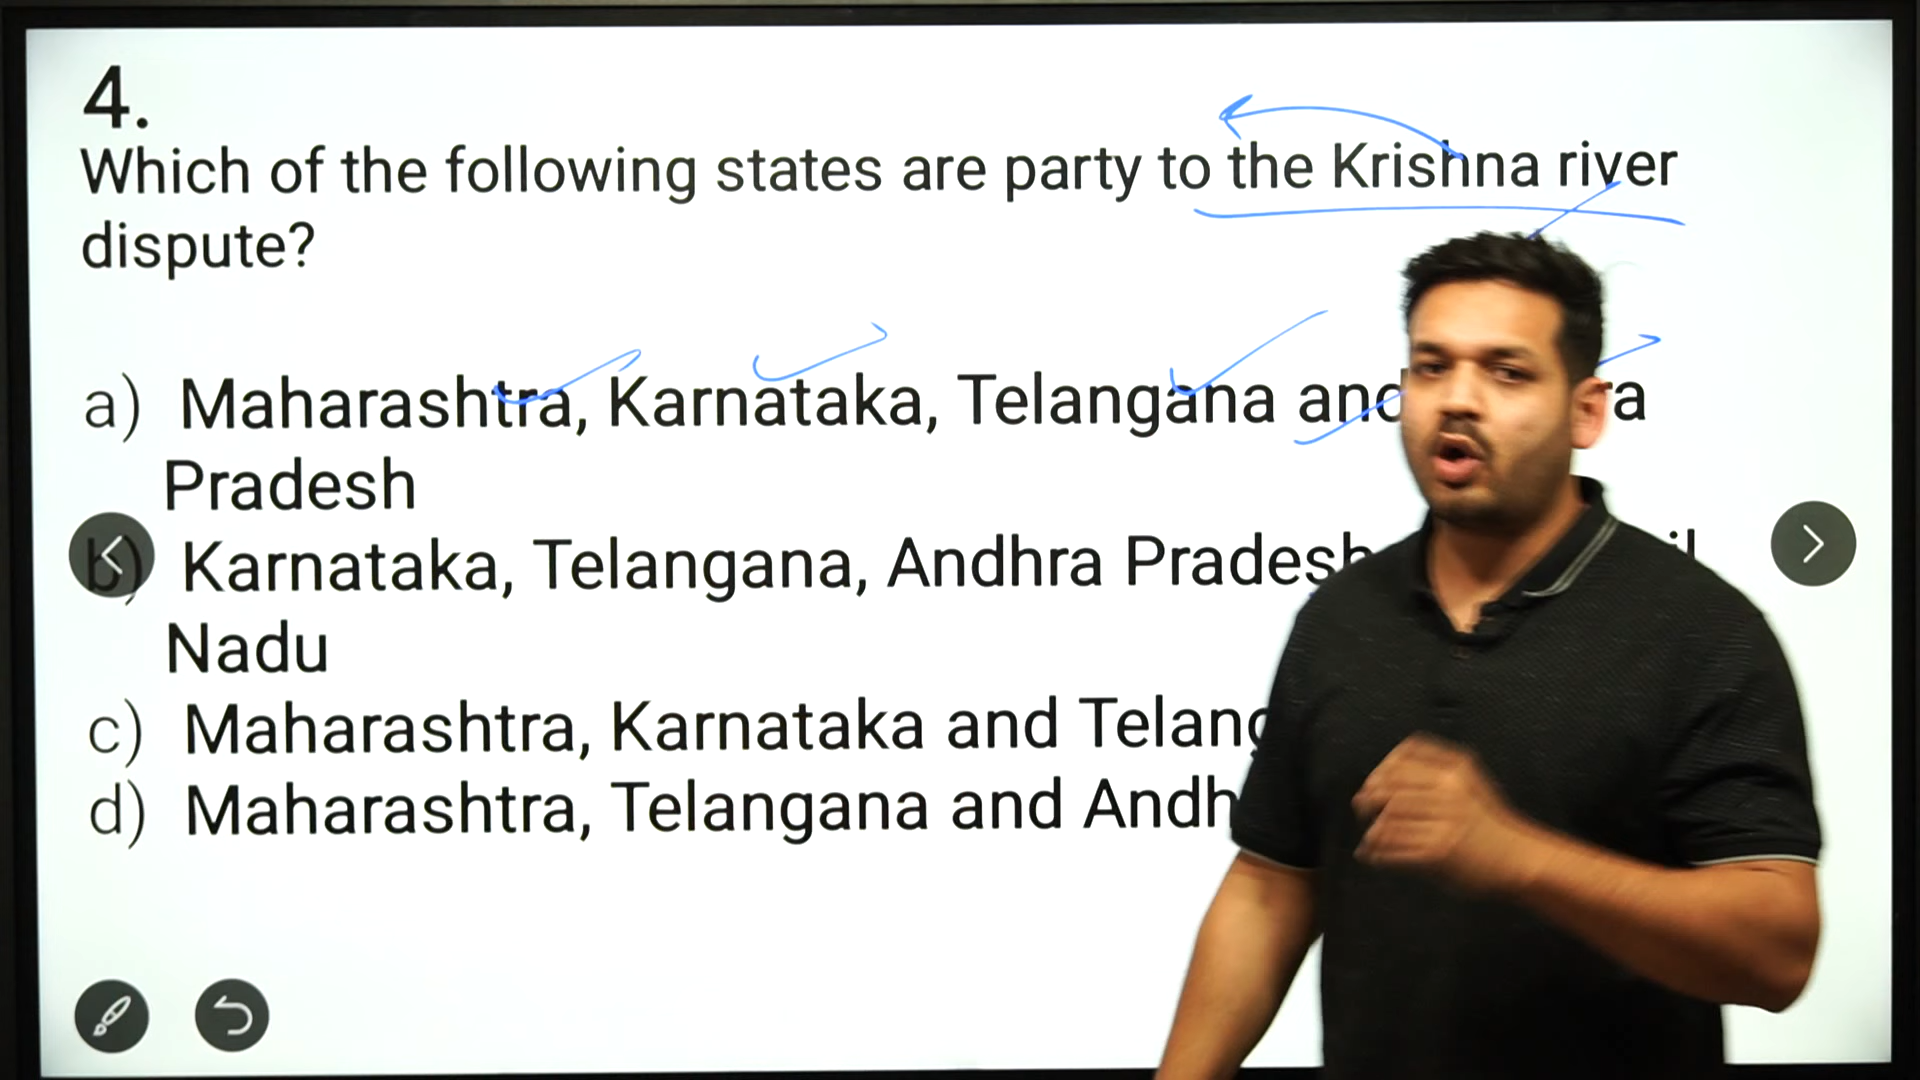 4.
Which of the following states are party to the Krishna river
dispute?
a) Maharashtra, Karnataka, Telangana and
Pradesh
b) Karnataka, Telangana, Andhra Pradesh
Nadu
c) Maharashtra, Karnataka and
d) Maharashtra, Telangana and